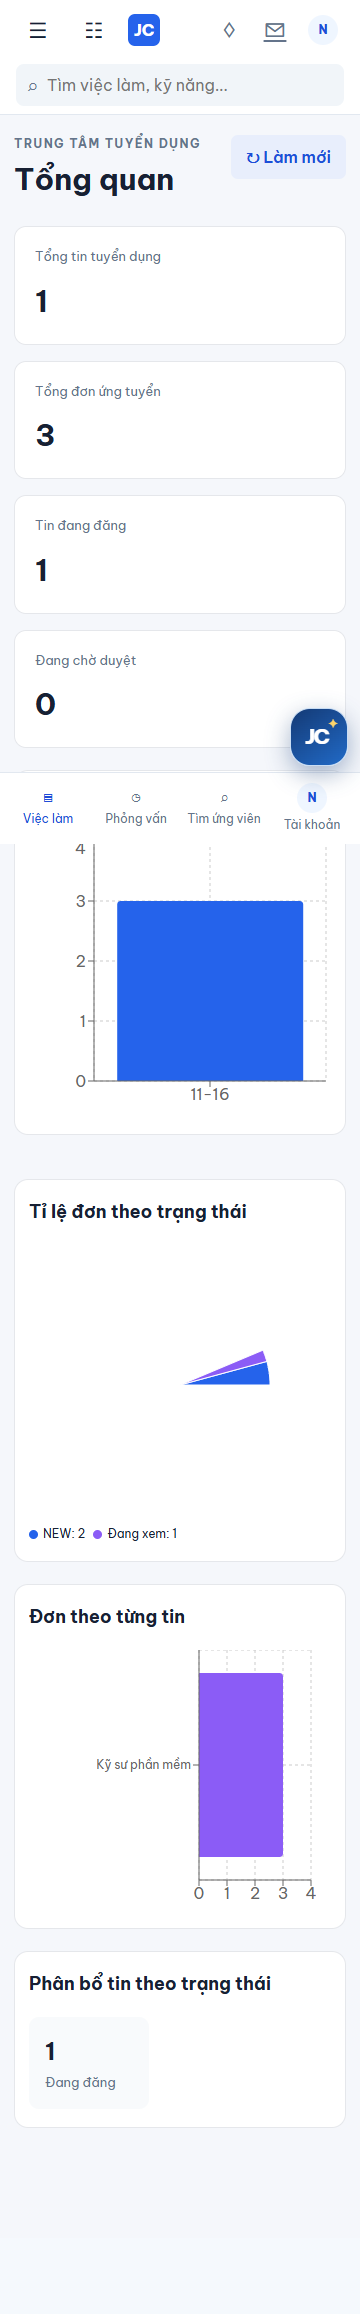 JC
N
Tìm việc làm, kỹ năng...
TRUNG TÂM TUYỂN DỤNG
Tổng quan
↻ Làm mới
Tổng tin tuyển dụng
1
Tổng đơn ứng tuyển
3
Tin đang đăng
1
Đang chờ duyệt
0
JC
Việc làm
Phỏng vấn
Tìm ứng viên
N
Tài khoản
4
3
2
1
0
11-16
Tỉ lệ đơn theo trạng thái
NEW: 2
Đang xem: 1
Đơn theo từng tin
Kỹ sư phần mềm
0 1 2 3 4
Phân bổ tin theo trạng thái
1
Đang đăng